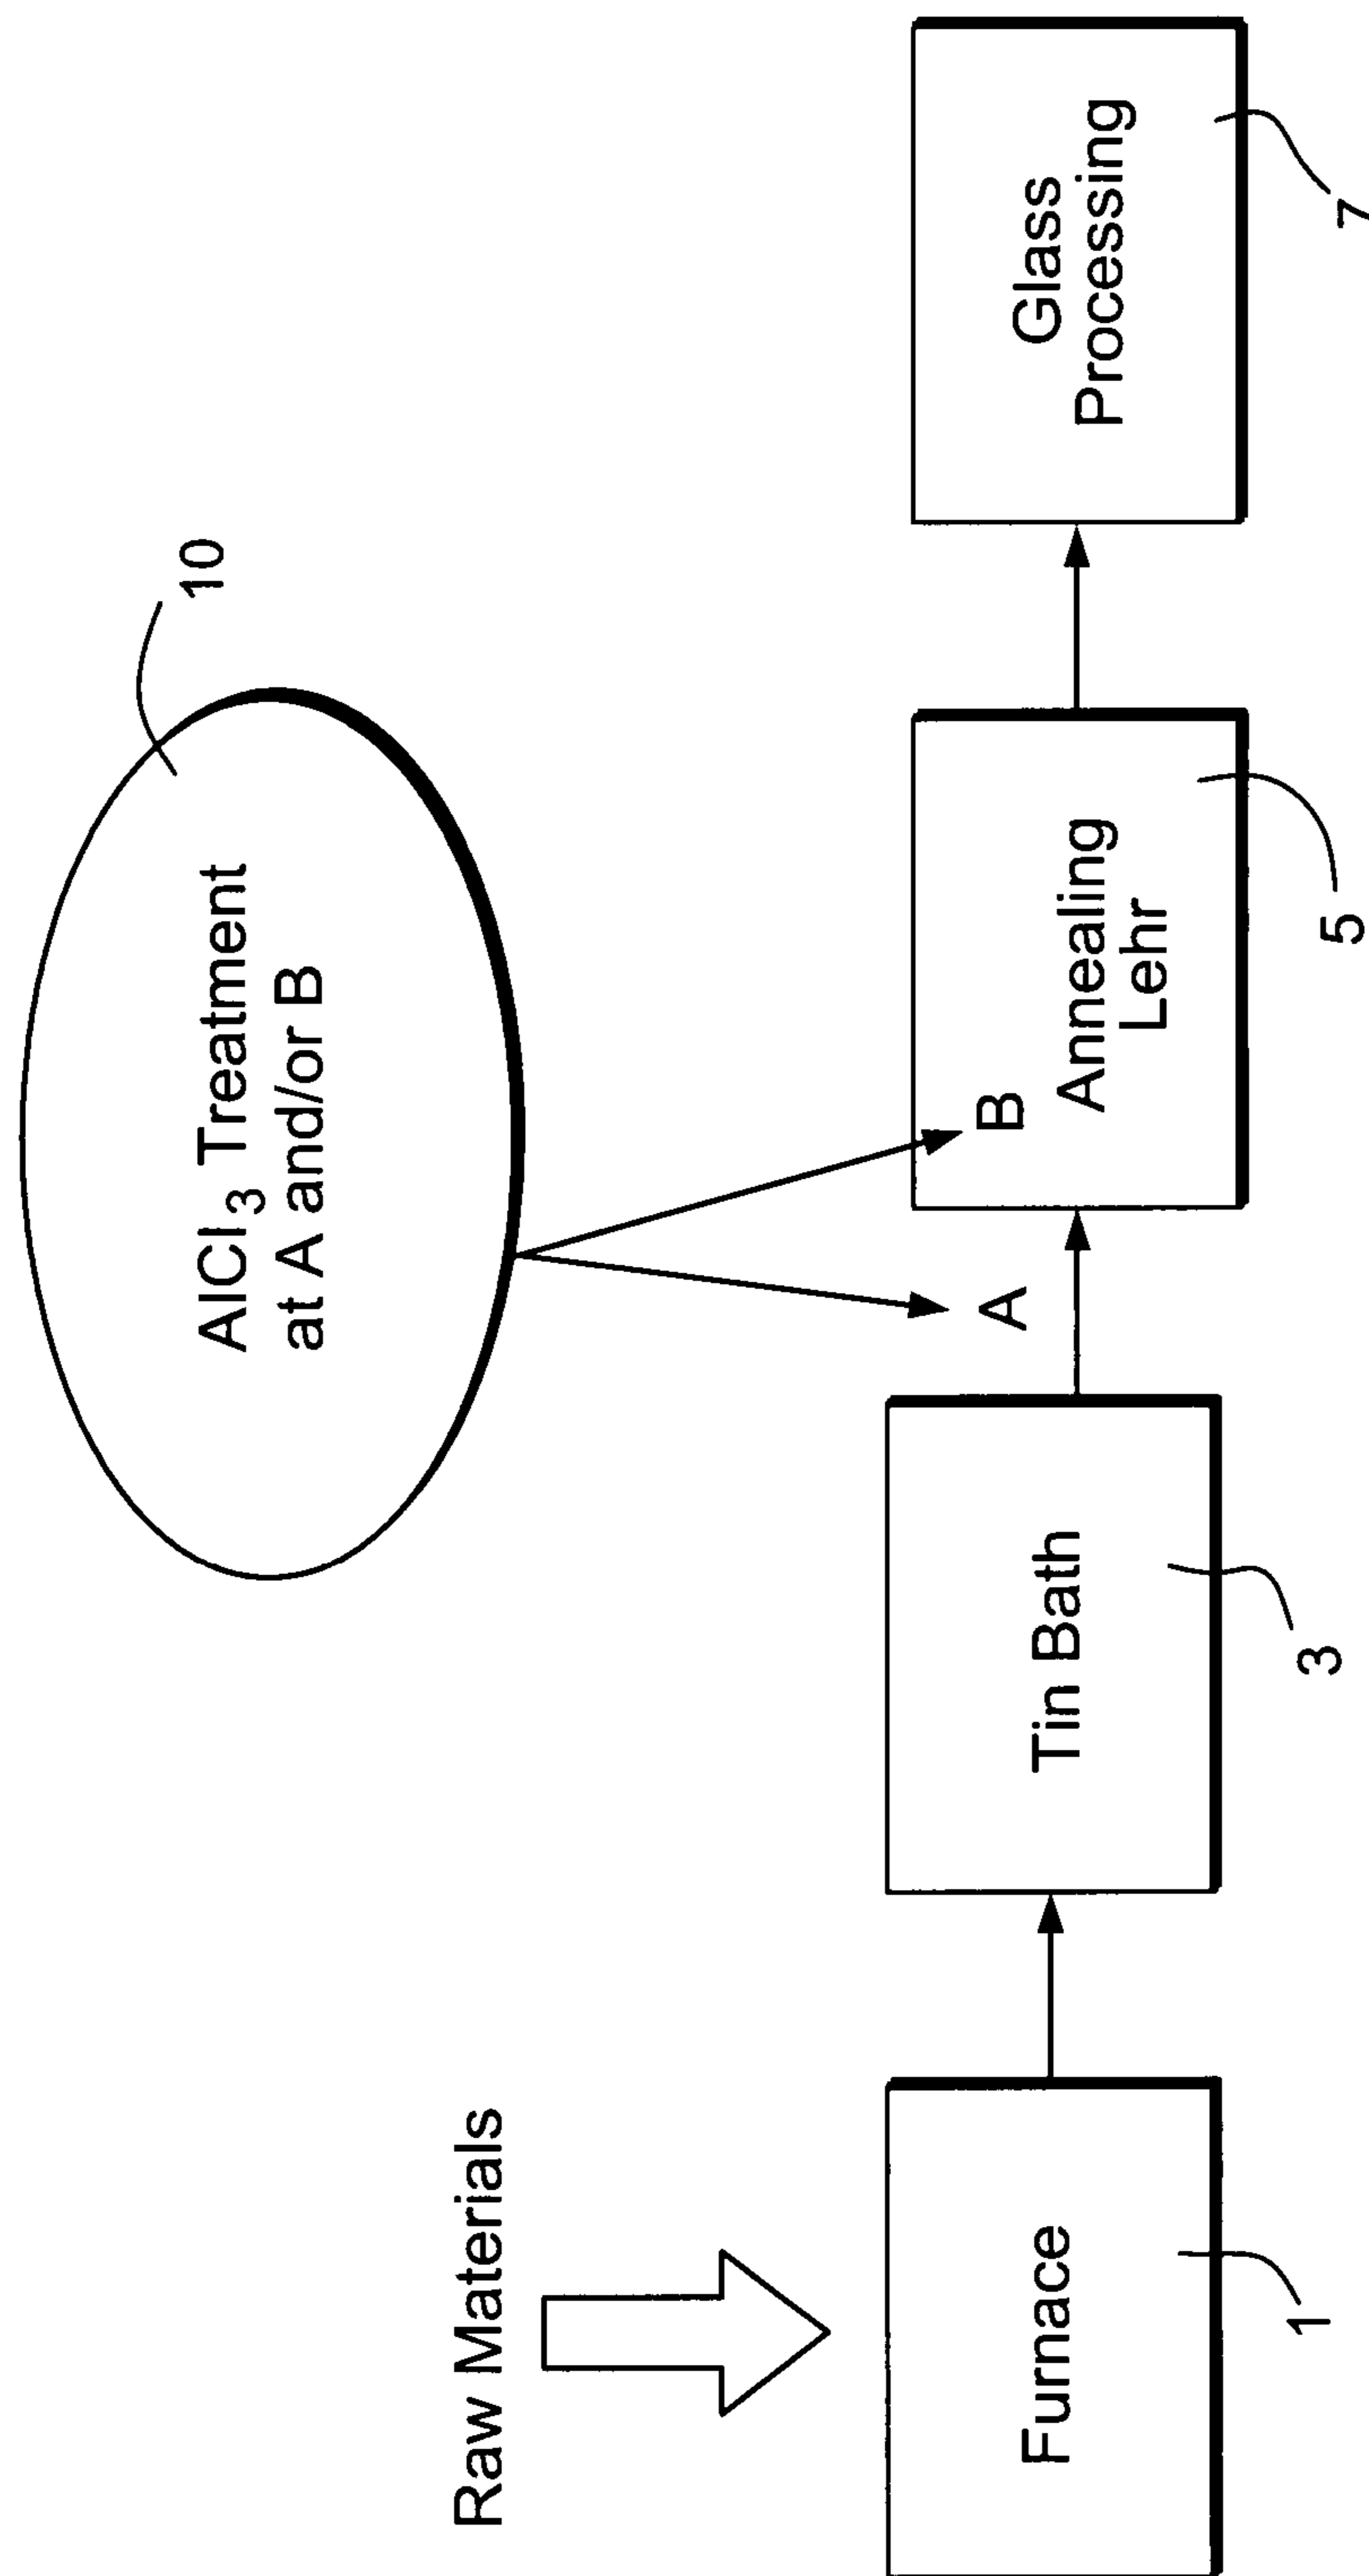 AlCl3 Treatment
at A and/or B
10
Raw Materials
A
B
Furnace
Tin Bath
Annealing
Lehr
Glass
Processing
1
3
5
7